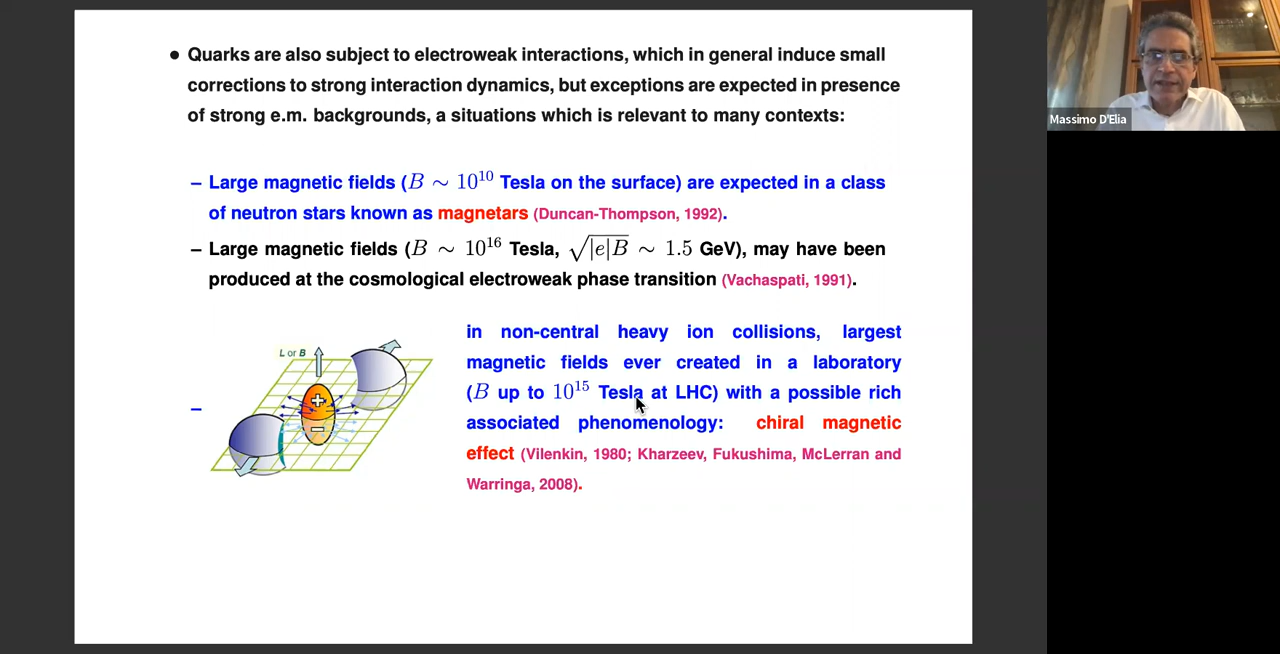 • Quarks are also subject to electroweak interactions, which in general induce small
corrections to strong interaction dynamics, but exceptions are expected in presence
of strong e.m. backgrounds, a situations which is relevant to many contexts:
– Large magnetic fields (B ∼ 10^10 Tesla on the surface) are expected in a class
of neutron stars known as magnetars (Duncan-Thompson, 1992).
– Large magnetic fields (B ∼ 10^16 Tesla, √|e|B ∼ 1.5 GeV), may have been
produced at the cosmological electroweak phase transition (Vachaspati, 1991).
–
L or B
+
−
in non-central heavy ion collisions, largest
magnetic fields ever created in a laboratory
(B up to 10^15 Tesla at LHC) with a possible rich
associated phenomenology: chiral magnetic
effect (Vilenkin, 1980; Kharzeev, Fukushima, McLerran and
Warringa, 2008).
Massimo D'Elia